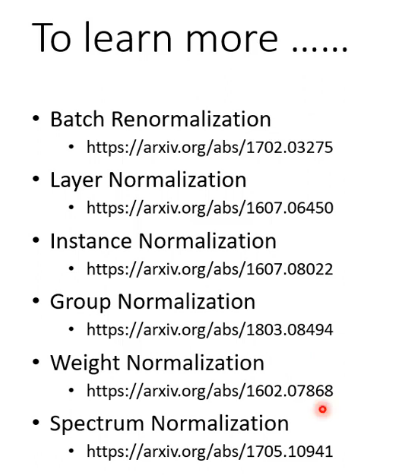 To learn more ……
• Batch Renormalization
• https://arxiv.org/abs/1702.03275
• Layer Normalization
• https://arxiv.org/abs/1607.06450
• Instance Normalization
• https://arxiv.org/abs/1607.08022
• Group Normalization
• https://arxiv.org/abs/1803.08494
• Weight Normalization
• https://arxiv.org/abs/1602.07868
• Spectrum Normalization
• https://arxiv.org/abs/1705.10941